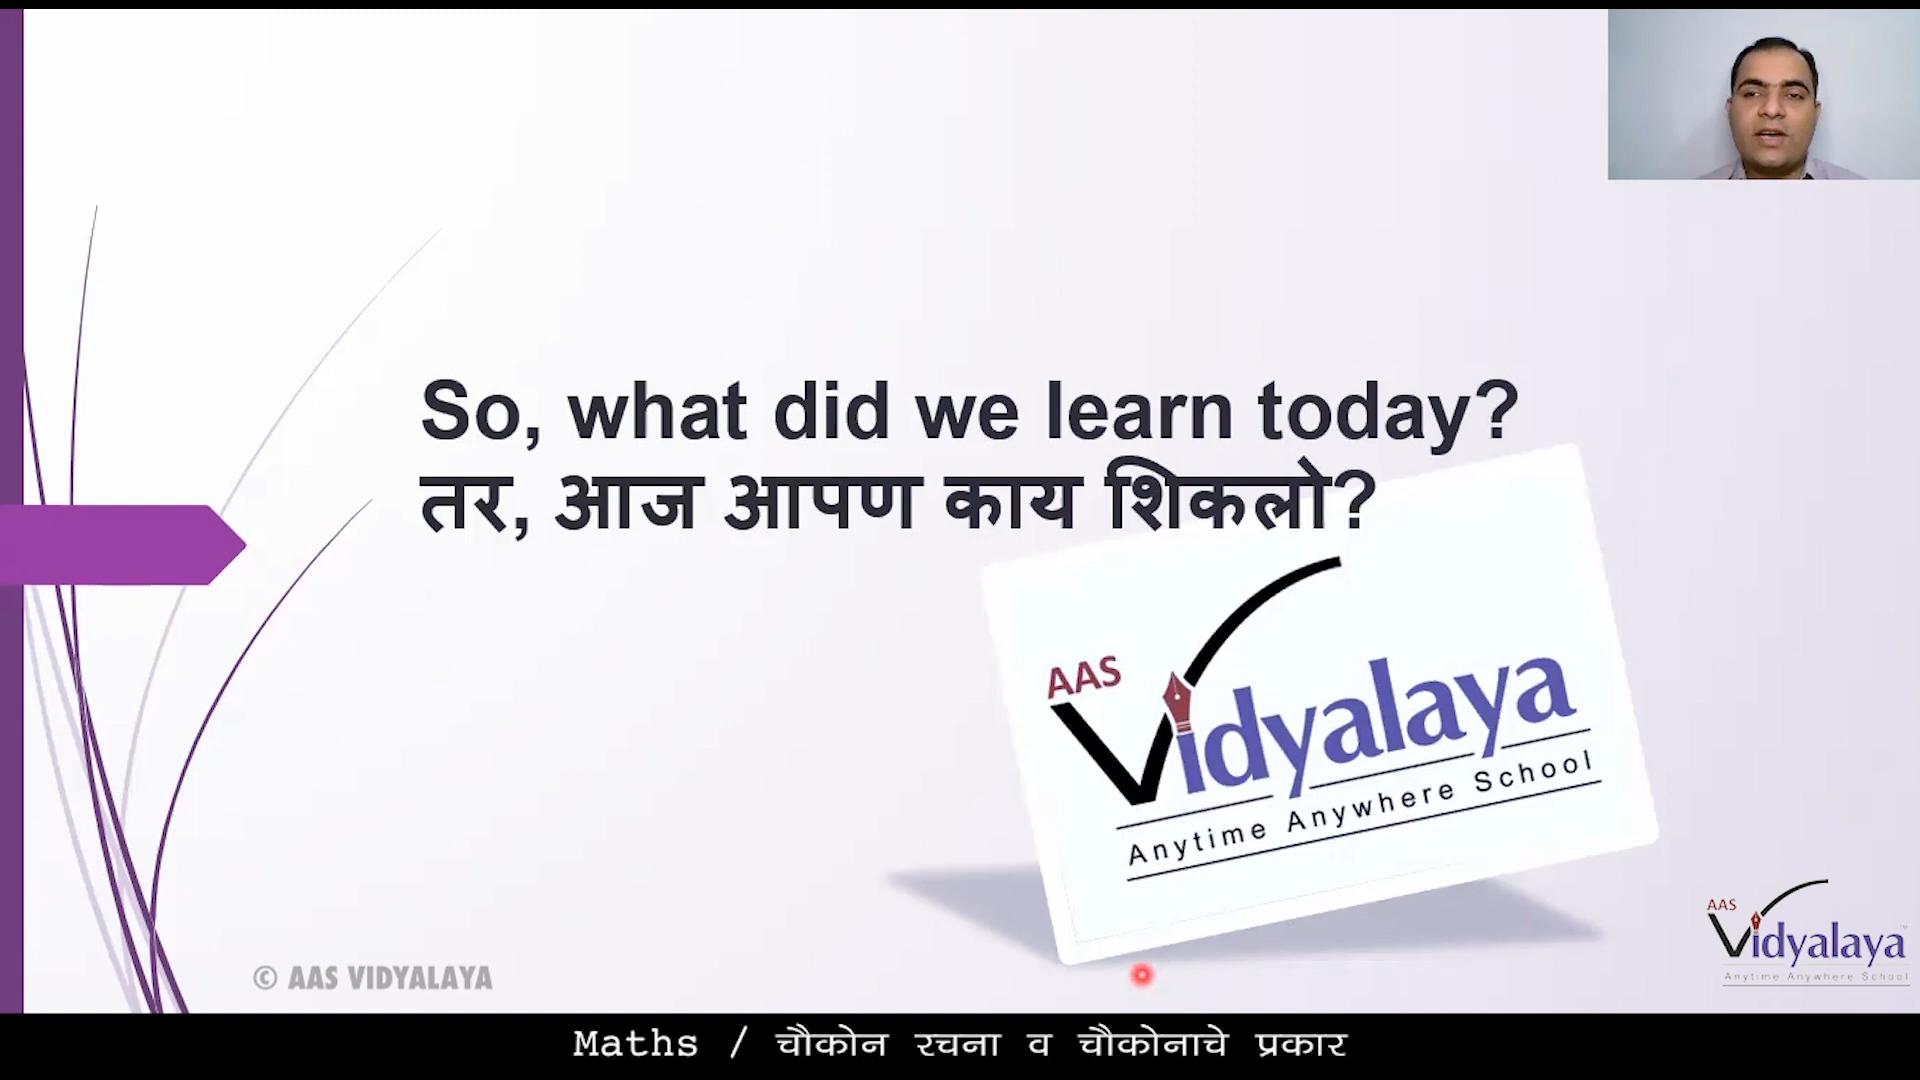 So, what did we learn today?
तर, आज आपण काय शिकलो?
AAS
Vidyalaya
Anytime Anywhere School
AAS
Vidyalaya
Anytime Anywhere School
© AAS VIDYALAYA
Maths / चौकोन रचना व चौकोनाचे प्रकार